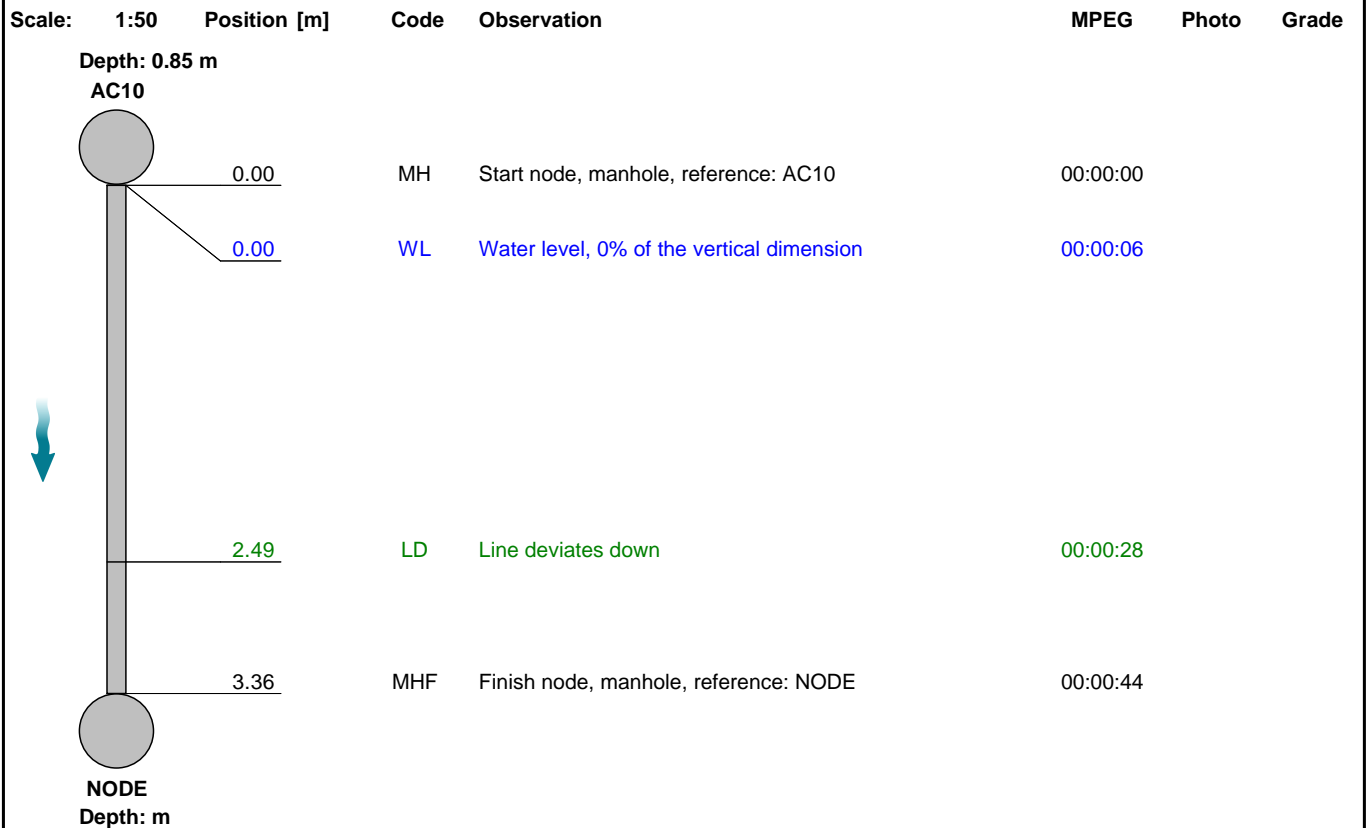 Scale: 1:50 Position [m] Code Observation MPEG Photo Grade
Depth: 0.85 m
AC10
0.00 MH Start node, manhole, reference: AC10 00:00:00
0.00 WL Water level, 0% of the vertical dimension 00:00:06
2.49 LD Line deviates down 00:00:28
3.36 MHF Finish node, manhole, reference: NODE 00:00:44
NODE
Depth: m